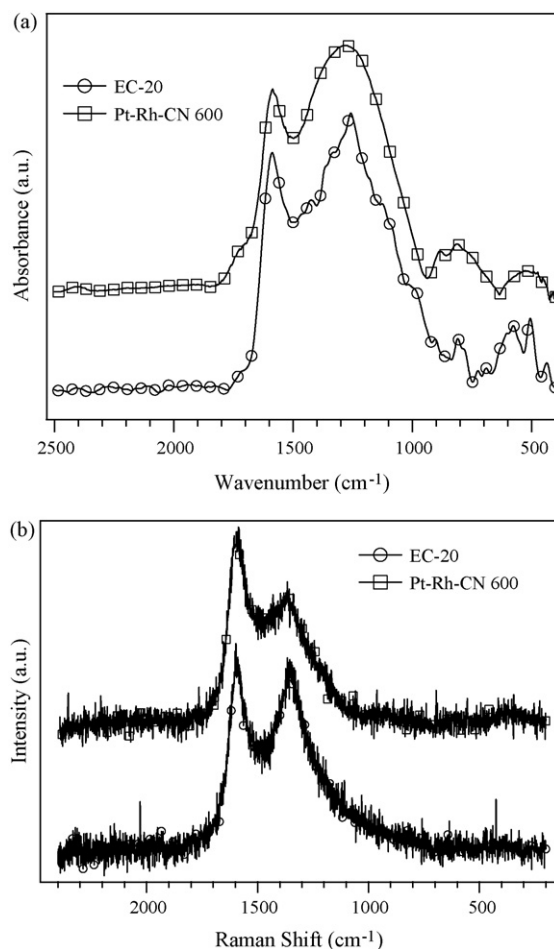 (a)
EC-20
Pt-Rh-CN 600
Absorbance (a.u.)
2500 2000 1500 1000 500
Wavenumber (cm-1)
(b)
EC-20
Pt-Rh-CN 600
Intensity (a.u.)
2000 1500 1000 500
Raman Shift (cm-1)